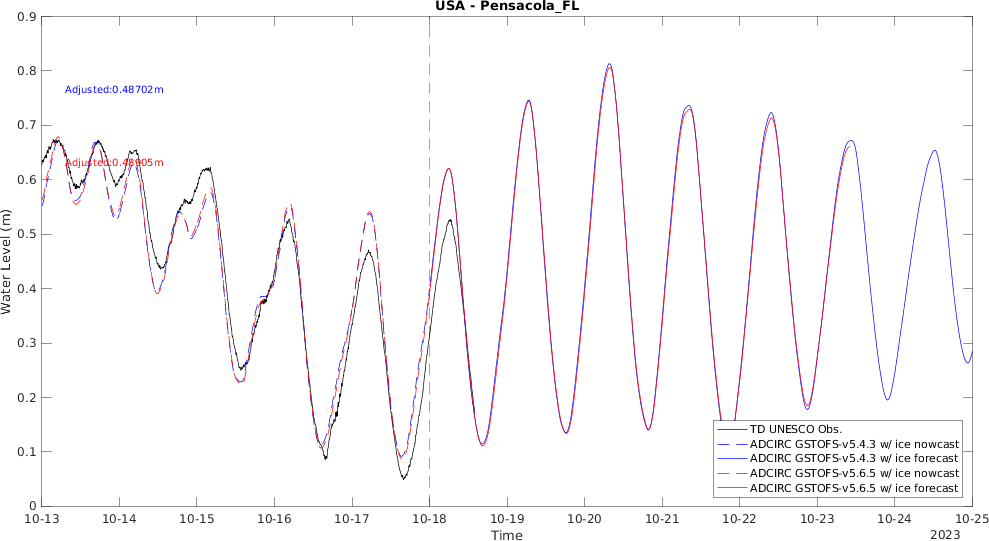 USA - Pensacola_FL
0.9
0.8
Adjusted:0.48702m
0.7
Adjusted:0.48905m
0.6
0.5
Water Level (m)
0.4
0.3
0.2
0.1
0
TD UNESCO Obs.
ADCIRC GSTOFS-v5.4.3 w/ ice nowcast
ADCIRC GSTOFS-v5.4.3 w/ ice forecast
ADCIRC GSTOFS-v5.6.5 w/ ice nowcast
ADCIRC GSTOFS-v5.6.5 w/ ice forecast
10-13 10-14 10-15 10-16 10-17 10-18 10-19 10-20 10-21 10-22 10-23 10-24 10-25
Time
2023